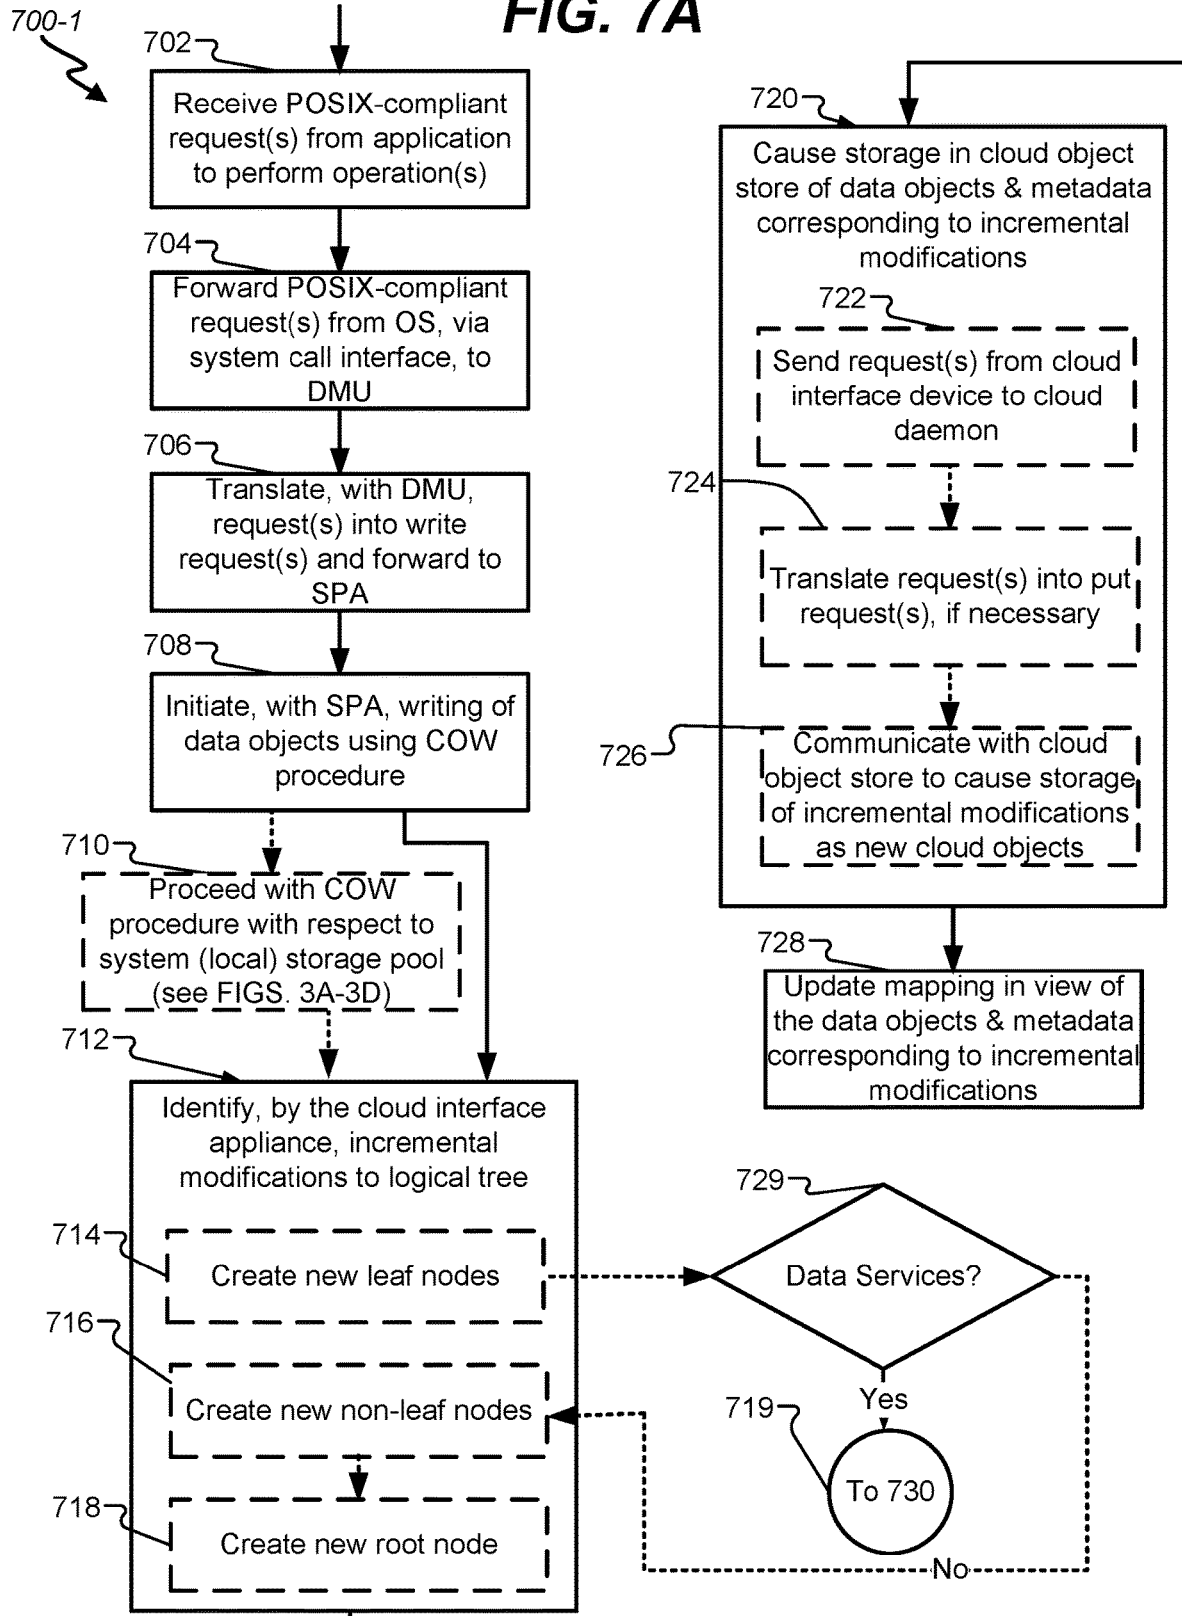 FIG. 7A
700-1
702
Receive POSIX-compliant
request(s) from application
to perform operation(s)
704
Forward POSIX-compliant
request(s) from OS, via
system call interface, to
DMU
706
Translate, with DMU,
request(s) into write
request(s) and forward to
SPA
708
Initiate, with SPA, writing of
data objects using COW
procedure
710
Proceed with COW
procedure with respect to
system (local) storage pool
(see FIGS. 3A-3D)
712
Identify, by the cloud interface
appliance, incremental
modifications to logical tree
714
Create new leaf nodes
716
Create new non-leaf nodes
718
Create new root node
720
Cause storage in cloud object
store of data objects & metadata
corresponding to incremental
modifications
722
Send request(s) from cloud
interface device to cloud
daemon
724
Translate request(s) into put
request(s), if necessary
726
Communicate with cloud
object store to cause storage
of incremental modifications
as new cloud objects
728
Update mapping in view of
the data objects & metadata
corresponding to incremental
modifications
729
Data Services?
Yes
719
To 730
No